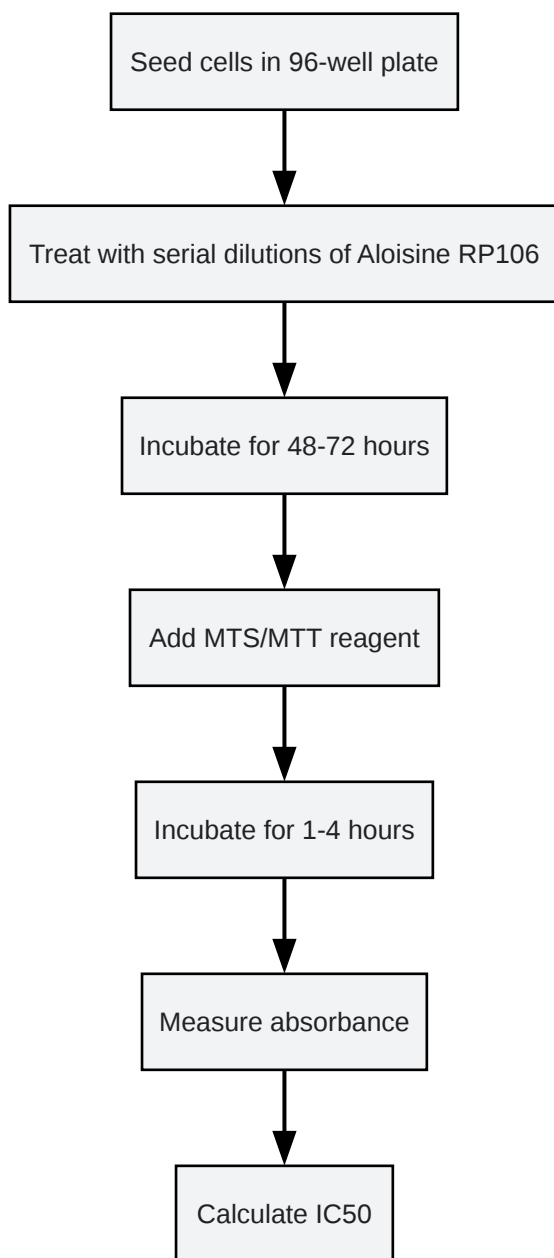 Seed cells in 96-well plate
Treat with serial dilutions of Aloisine RP106
Incubate for 48-72 hours
Add MTS/MTT reagent
Incubate for 1-4 hours
Measure absorbance
Calculate IC50